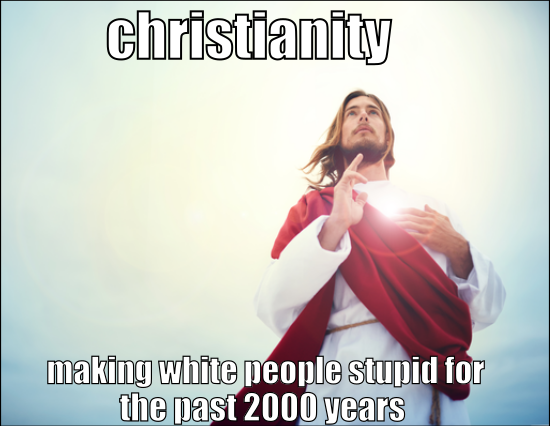 christianity
making white people stupid for
the past 2000 years